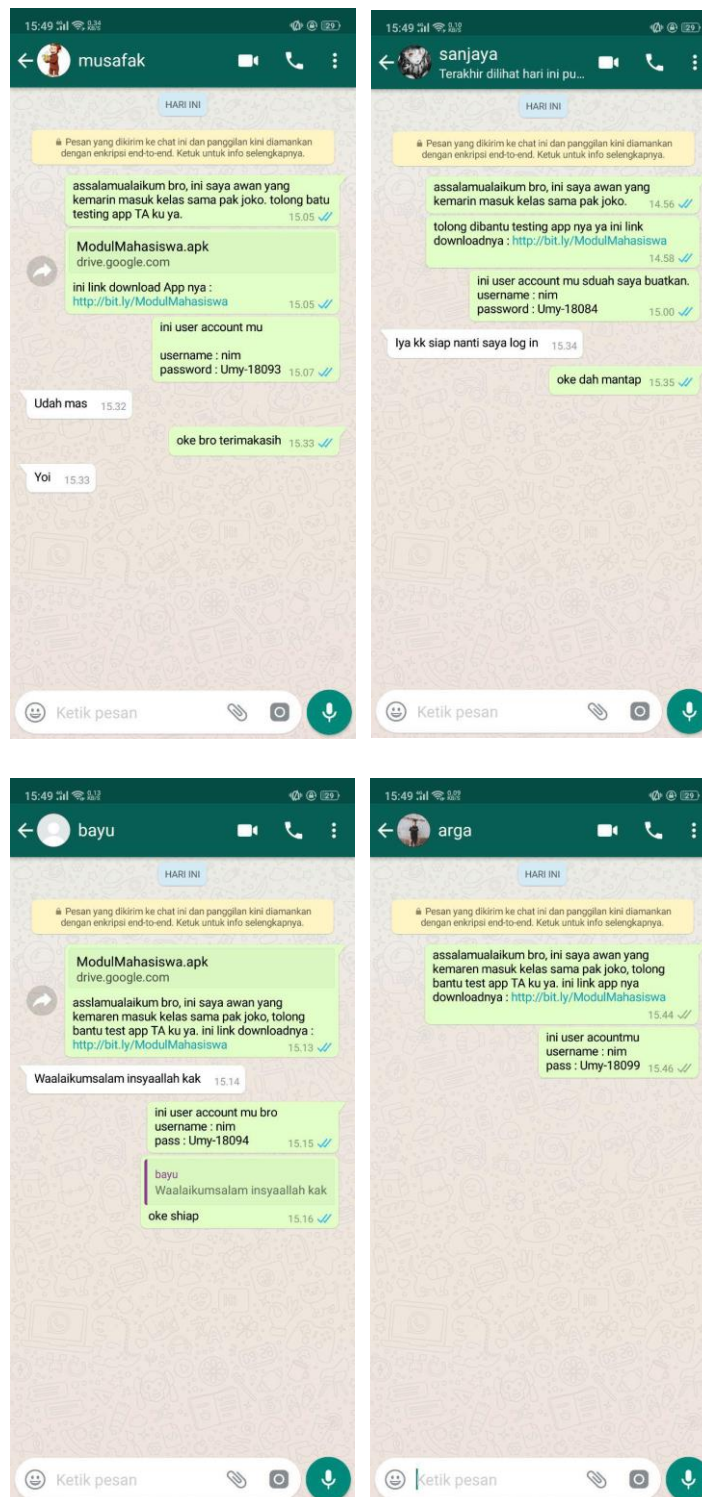 15:49
29
musafak
HARI INI
Pesan yang dikirim ke chat ini dan panggilan kini diamankan
dengan enkripsi end-to-end. Ketuk untuk info selengkapnya.
assalamualaikum bro, ini saya awan yang
kemarin masuk kelas sama pak joko. tolong batu
testing app TA ku ya. 15.05
ModulMahasiswa.apk
drive.google.com
ini link download App nya :
http://bit.ly/ModulMahasiswa 15.05
ini user account mu
username : nim
password : Umy-18093 15.07
Udah mas 15.32
oke bro terimakasih 15.33
Yoi 15.33
Ketik pesan
15:49
29
sanjaya
Terakhir dilihat hari ini pu...
HARI INI
Pesan yang dikirim ke chat ini dan panggilan kini diamankan
dengan enkripsi end-to-end. Ketuk untuk info selengkapnya.
assalamualaikum bro, ini saya awan yang
kemarin masuk kelas sama pak joko. 14.56
tolong dibantu testing app nya ya ini link
downloadnya : http://bit.ly/ModulMahasiswa
14.58
ini user account mu sduah saya buatkan.
username : nim
password : Umy-18084 15.00
Iya kk siap nanti saya log in 15.34
oke dah mantap 15.35
Ketik pesan
15:49
29
bayu
HARI INI
Pesan yang dikirim ke chat ini dan panggilan kini diamankan
dengan enkripsi end-to-end. Ketuk untuk info selengkapnya.
ModulMahasiswa.apk
drive.google.com
asslamualaikum bro, ini saya awan yang
kemaren masuk kelas sama pak joko, tolong
bantu test app TA ku ya. ini link downloadnya :
http://bit.ly/ModulMahasiswa 15.13
Waalaikumsalam insyaallah kak 15.14
ini user account mu bro
username : nim
pass : Umy-18094 15.15
bayu
Waalaikumsalam insyaallah kak
oke shiap 15.16
Ketik pesan
15:49
29
arga
HARI INI
Pesan yang dikirim ke chat ini dan panggilan kini diamankan
dengan enkripsi end-to-end. Ketuk untuk info selengkapnya.
assalamualaikum bro, ini saya awan yang
kemaren masuk kelas sama pak joko, tolong
bantu test app TA ku ya. ini link app nya
downloadnya : http://bit.ly/ModulMahasiswa
15.44
ini user acountmu
username : nim
pass : Umy-18099 15.46
Ketik pesan